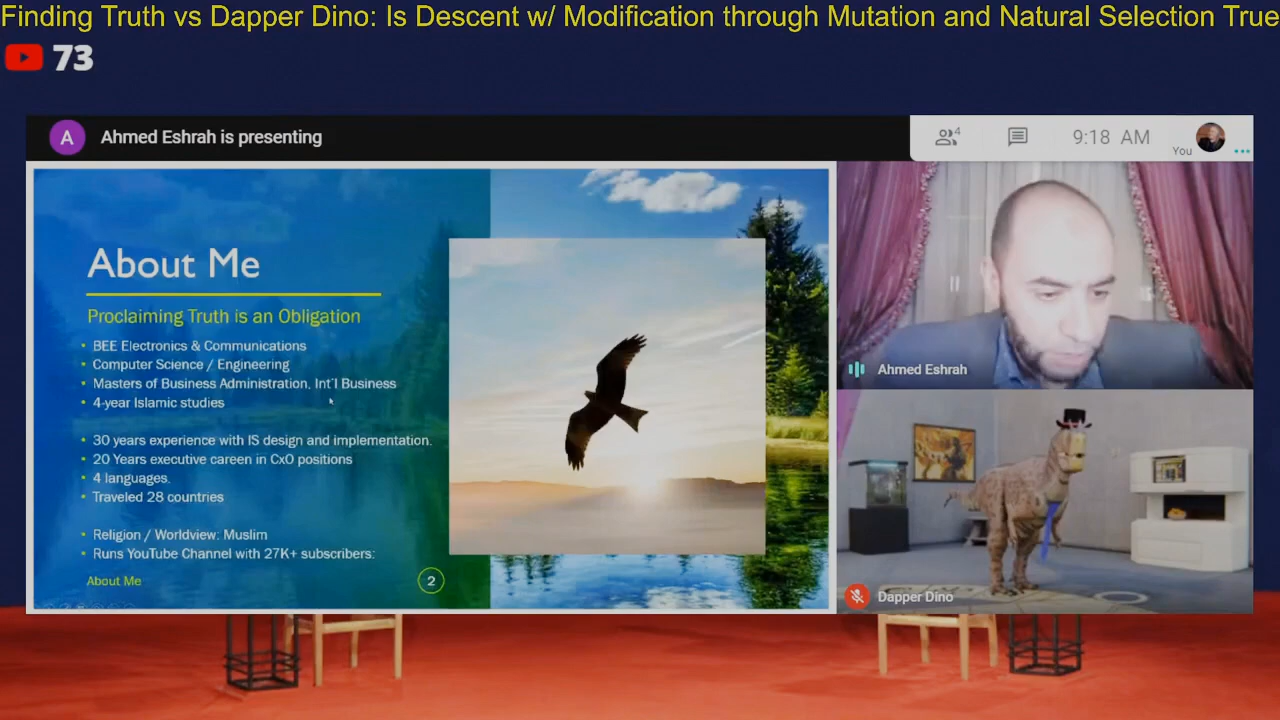 Finding Truth vs Dapper Dino: Is Descent w/ Modification through Mutation and Natural Selection True
73
A
Ahmed Eshrah is presenting
4
9:18 AM
You
About Me
Proclaiming Truth is an Obligation
• BEE Electronics & Communications
• Computer Science / Engineering
• Masters of Business Administration, Int'l Business
• 4-year Islamic studies
• 30 years experience with IS design and implementation.
• 20 Years executive careen in CxO positions
• 4 languages.
• Traveled 28 countries
• Religion / Worldview: Muslim
• Runs YouTube Channel with 27K+ subscribers:
About Me
2
Ahmed Eshrah
Dapper Dino